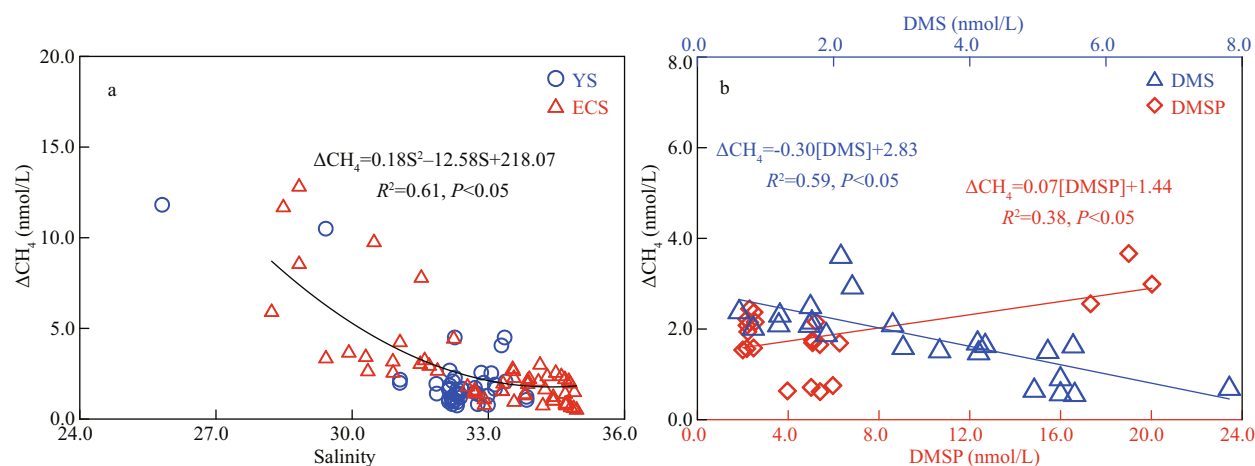 a
YS
ECS
ΔCH₄=0.18S²–12.58S+218.07
R²=0.61, P<0.05
20.0
15.0
10.0
5.0
0.0
ΔCH₄ (nmol/L)
24.0 27.0 30.0 33.0 36.0
Salinity
DMS (nmol/L)
0.0 2.0 4.0 6.0 8.0
b
DMS
DMSP
ΔCH₄=-0.30[DMS]+2.83
R²=0.59, P<0.05
ΔCH₄=0.07[DMSP]+1.44
R²=0.38, P<0.05
8.0
6.0
4.0
2.0
0.0
ΔCH₄ (nmol/L)
0.0 4.0 8.0 12.0 16.0 20.0 24.0
DMSP (nmol/L)